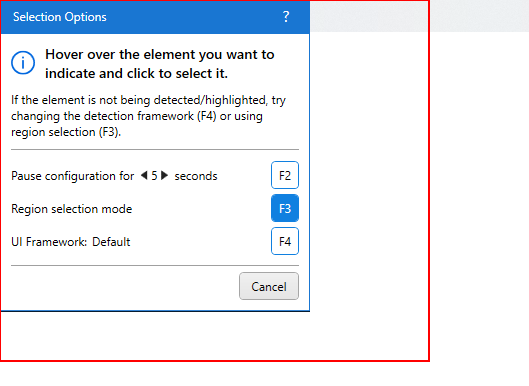 Selection Options ?
Hover over the element you want to
indicate and click to select it.
If the element is not being detected/highlighted, try
changing the detection framework (F4) or using
region selection (F3).
Pause configuration for 5 seconds F2
Region selection mode F3
UI Framework: Default F4
Cancel